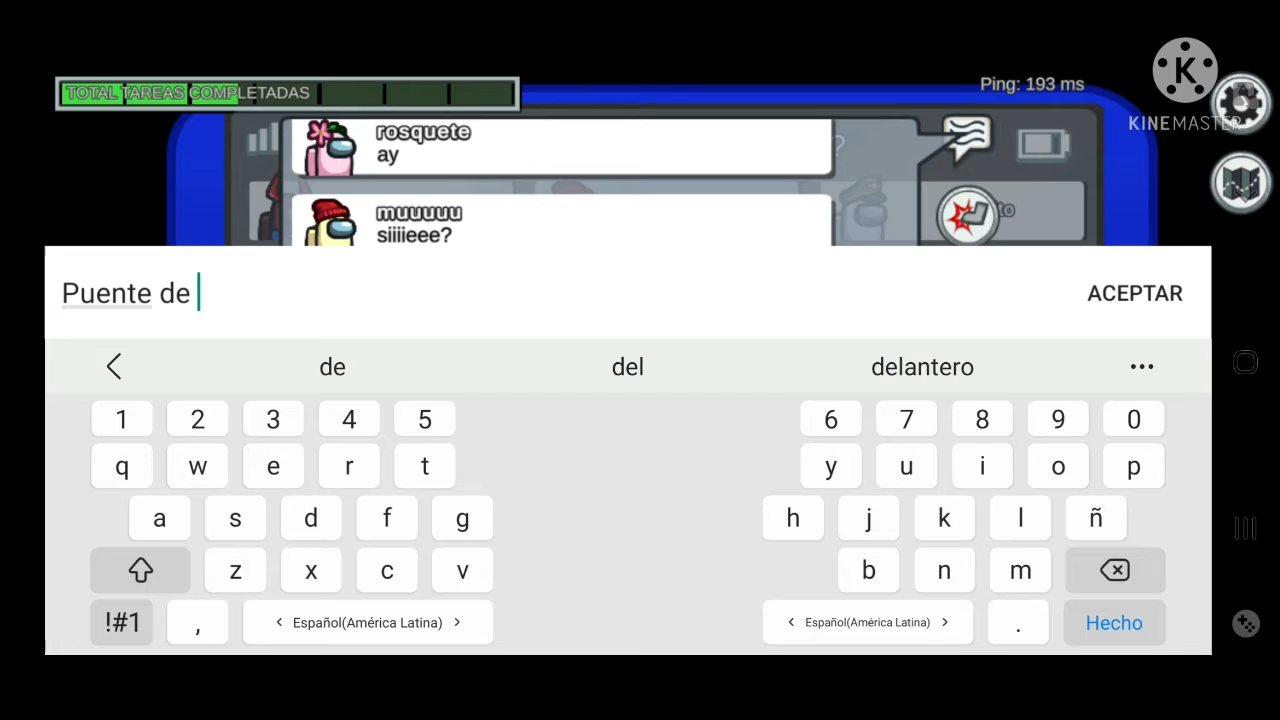 TOTAL TAREAS COMPLETADAS
Ping: 193 ms
K
KINEMASTER
rosquete
ay
muuuuu
siiiieee?
Puente de
ACEPTAR
de del delantero
1 2 3 4 5 6 7 8 9 0
q w e r t y u i o p
a s d f g h j k l ñ
z x c v b n m
!#1 , Español(América Latina) Español(América Latina) . Hecho